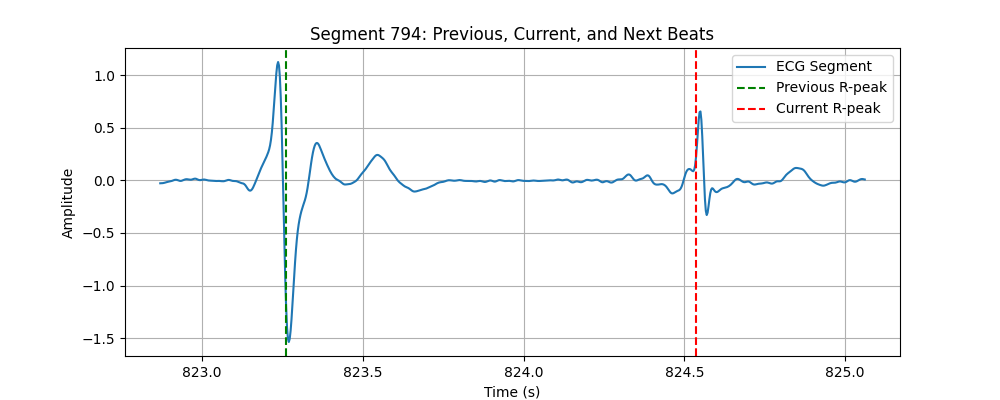 Segment 794: Previous, Current, and Next Beats
ECG Segment
Previous R-peak
Current R-peak
1.0
0.5
0.0
−0.5
−1.0
−1.5
Amplitude
823.0 823.5 824.0 824.5 825.0
Time (s)